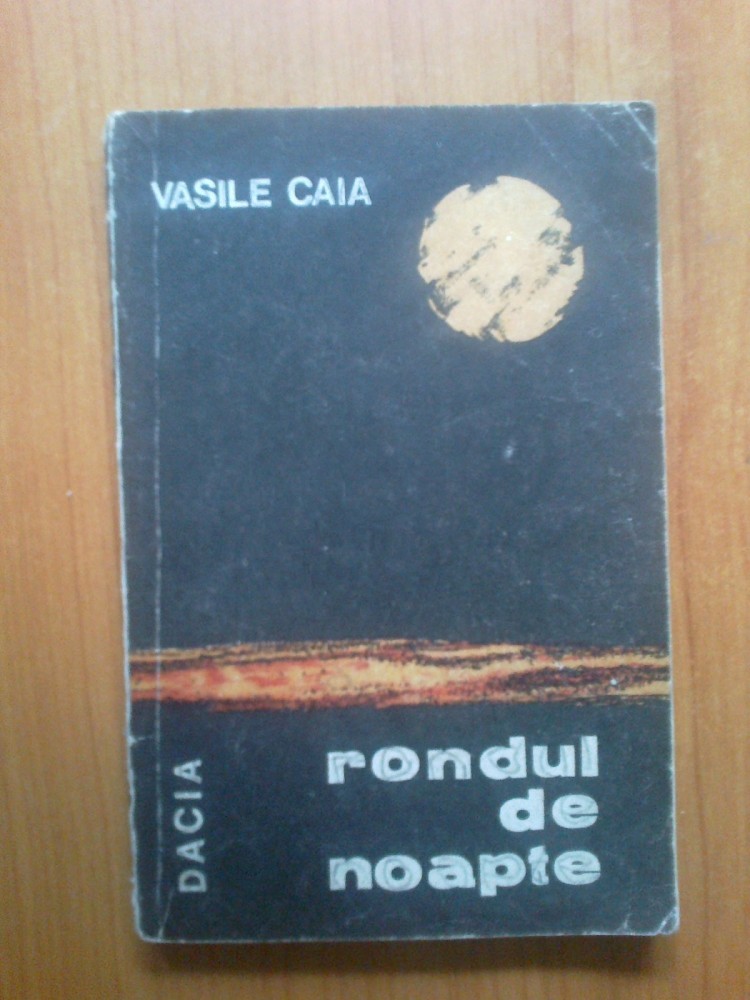 VASILE CAIA
rondul
de
noapte
DACIA